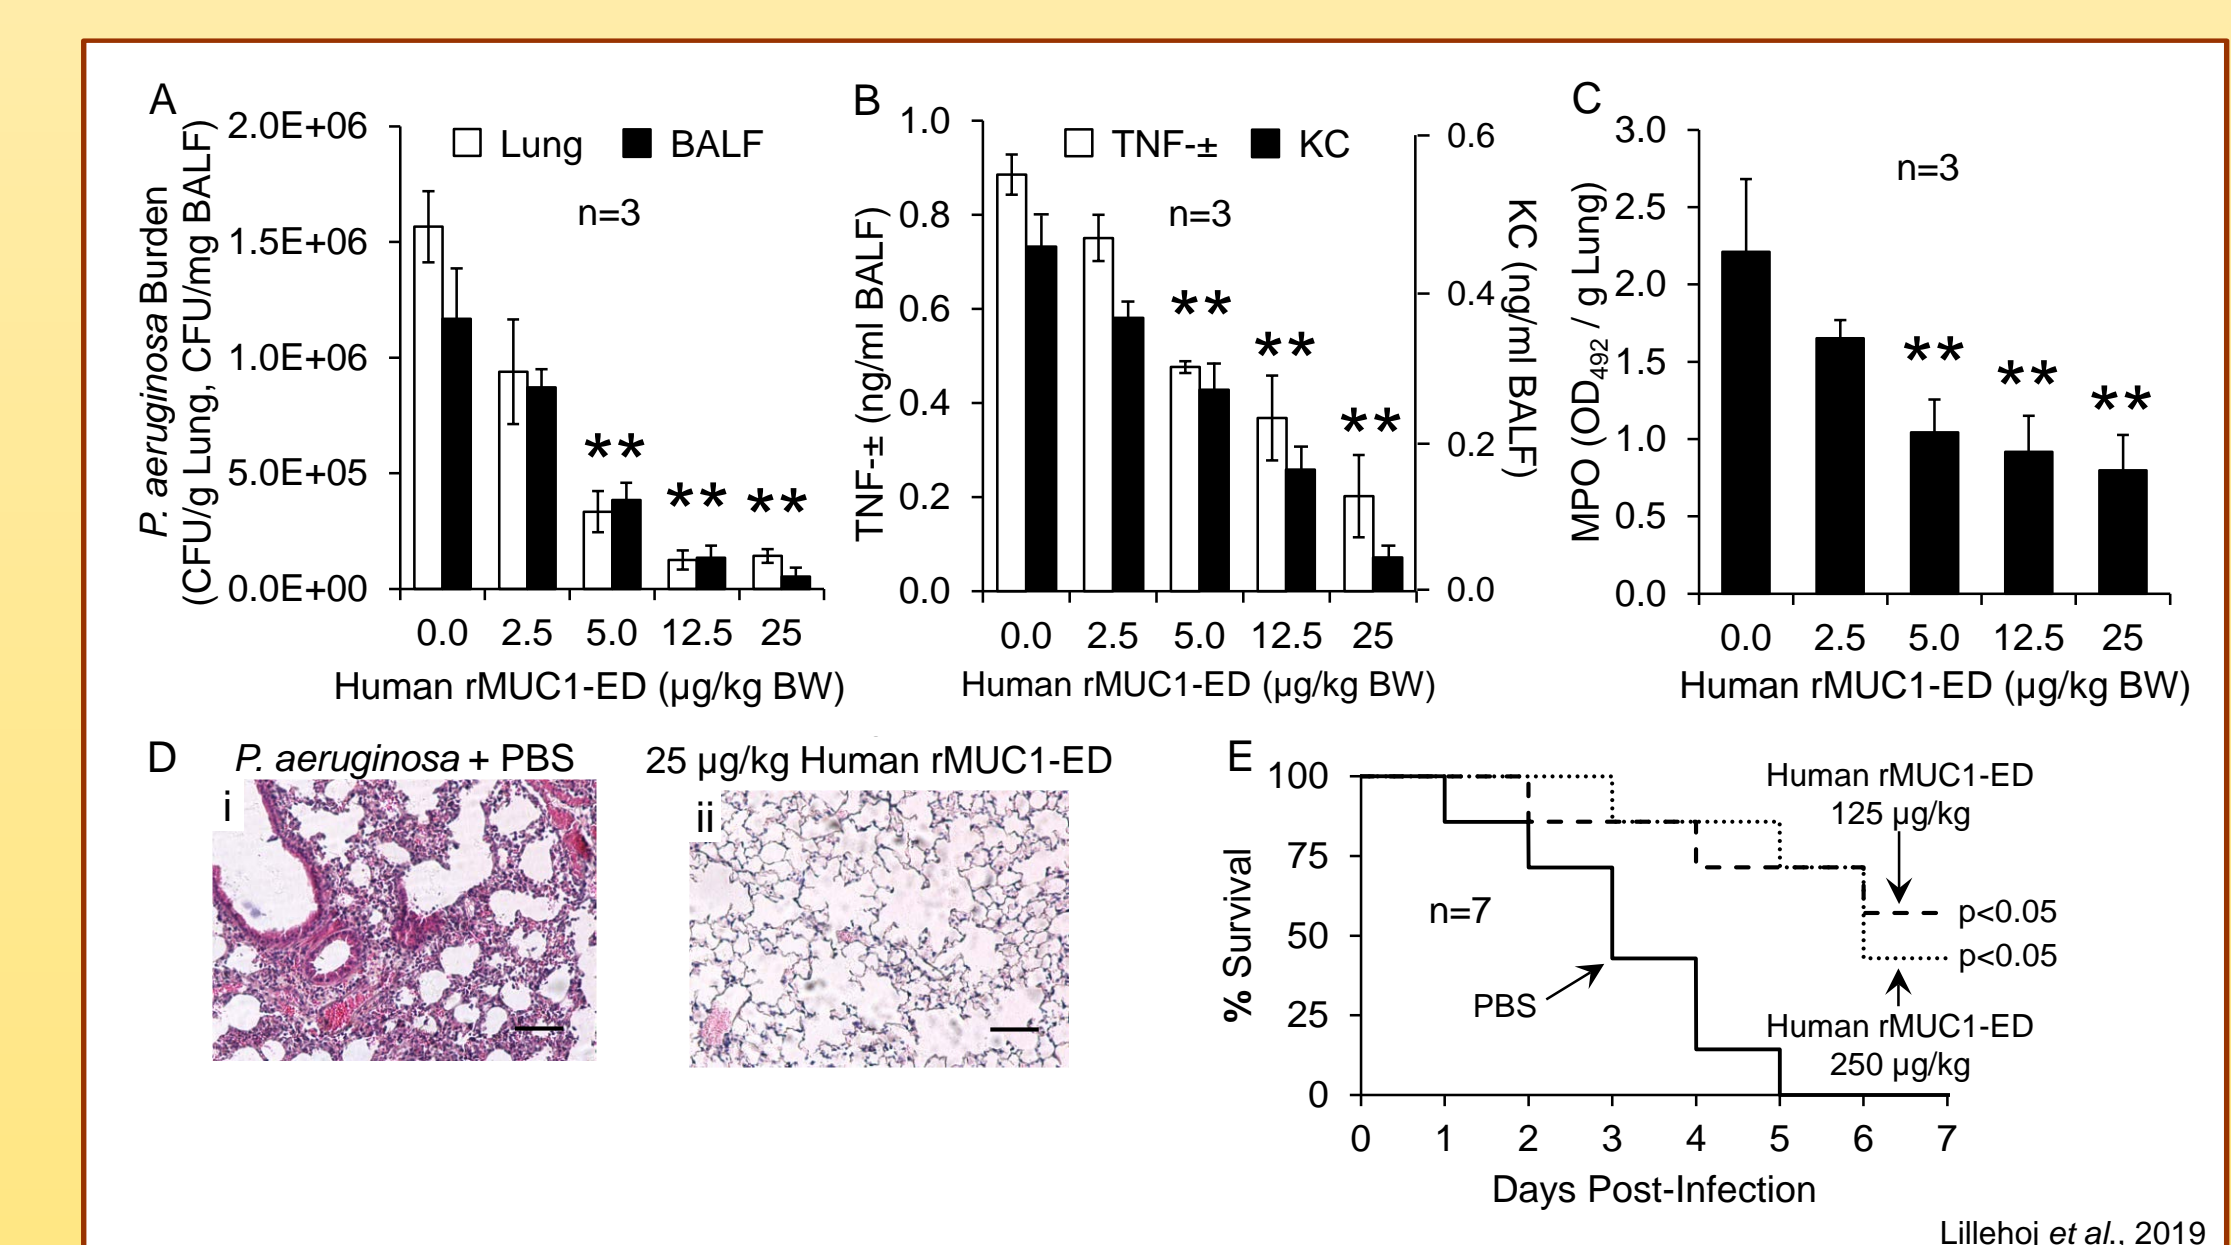 A
2.0E+06
1.5E+06
1.0E+06
5.0E+05
0.0E+00
P. aeruginosa Burden
(CFU/g Lung, CFU/mg BALF)
Lung BALF
n=3
**
**
**
0.0 2.5 5.0 12.5 25
Human rMUC1-ED (µg/kg BW)
B
1.0
0.8
0.6
0.4
0.2
0.0
TNF-± (ng/ml BALF)
TNF-± KC
n=3
**
**
**
0.6
0.4
0.2
0.0
KC (ng/ml BALF)
0.0 2.5 5.0 12.5 25
Human rMUC1-ED (µg/kg BW)
C
3.0
2.5
2.0
1.5
1.0
0.5
0.0
MPO (OD492 / g Lung)
n=3
**
**
**
0.0 2.5 5.0 12.5 25
Human rMUC1-ED (µg/kg BW)
D
P. aeruginosa + PBS
i
25 µg/kg Human rMUC1-ED
ii
E
100
75
50
25
0
% Survival
n=7
PBS
Human rMUC1-ED
125 µg/kg
p<0.05
p<0.05
Human rMUC1-ED
250 µg/kg
0 1 2 3 4 5 6 7
Days Post-Infection
Lillehoj et al., 2019